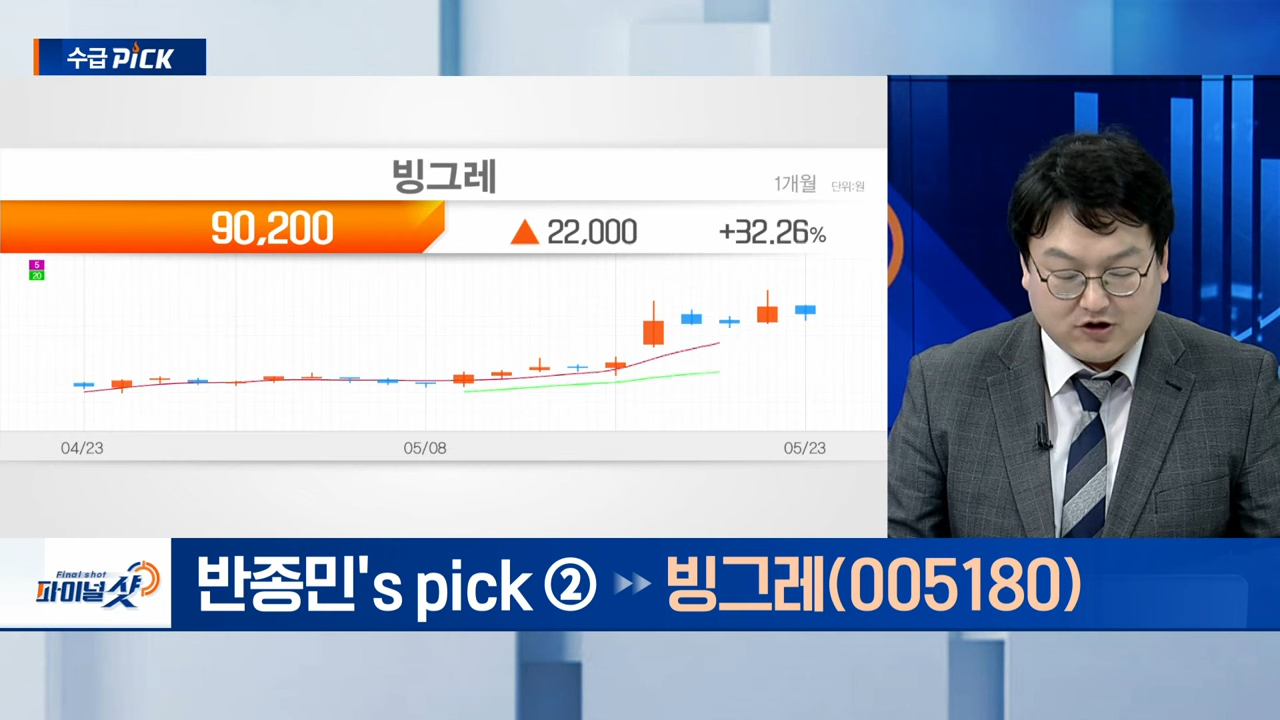 수급 PiCK
빙그레
1개월 단위:원
90,200 ▲ 22,000 +32.26%
5
20
04/23 05/08 05/23
Final shot
파이널 샷
반종민's pick ② ▸▸ 빙그레(005180)